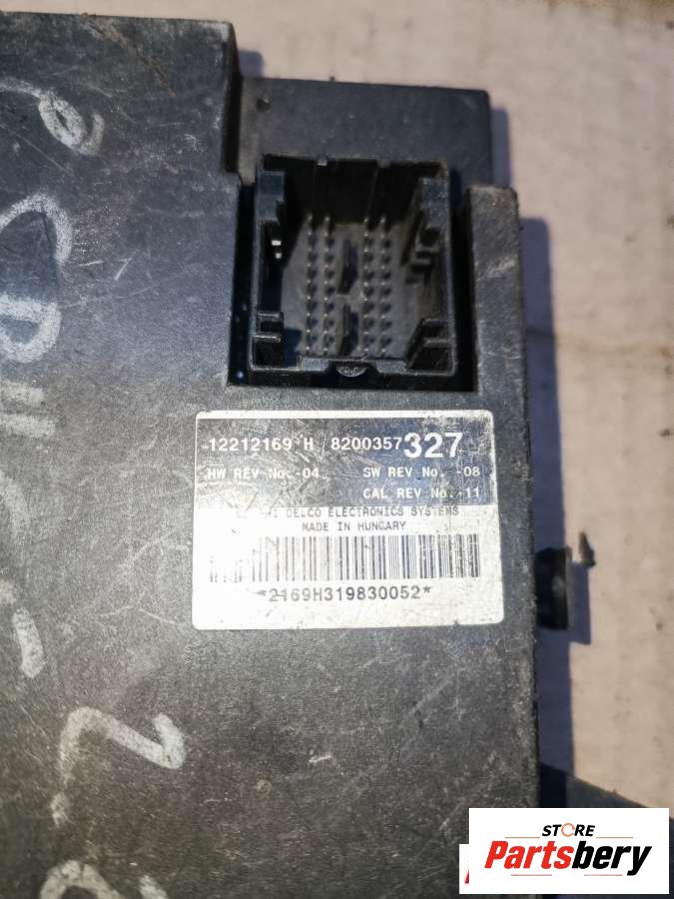 -12212169 H 8200357327
HW REV No. -04 SW REV No. -08
CAL REV No. -11
DELCO ELECTRONICS SYSTEMS
MADE IN HUNGARY
*2169H319830052*
STORE
Partsbery